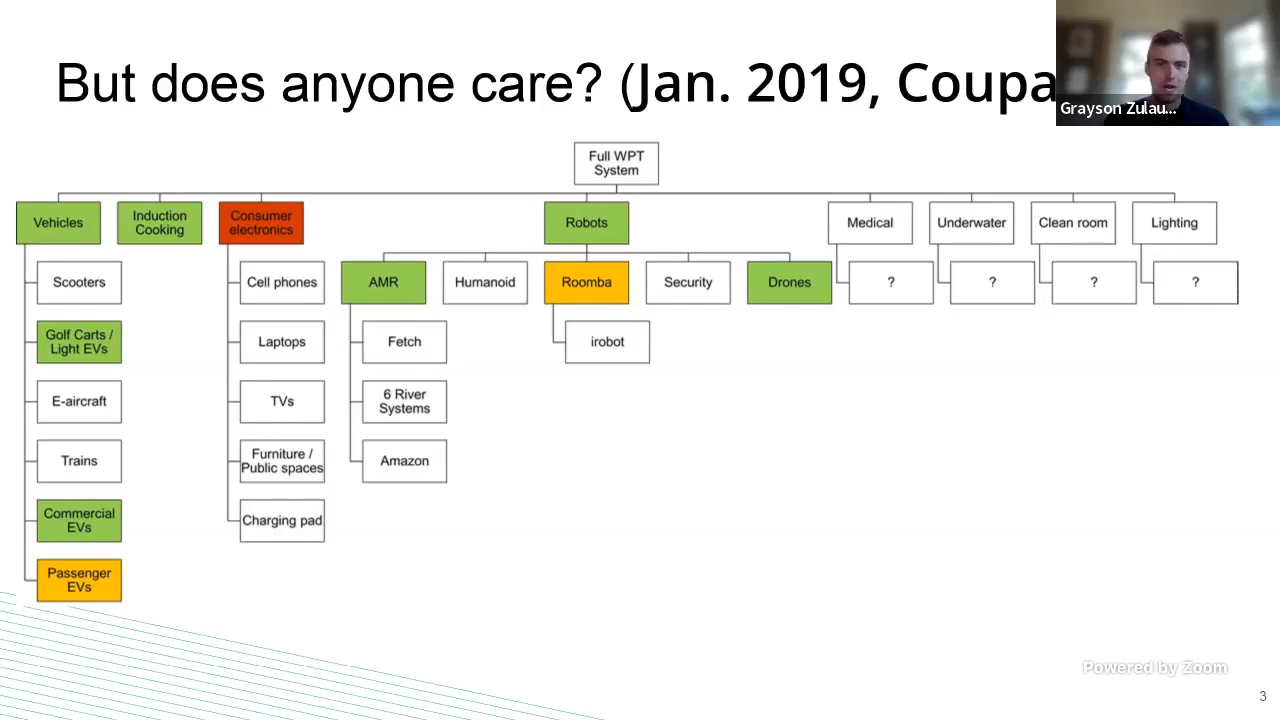 But does anyone care? (Jan. 2019, Coupa
Grayson Zulau...
Full WPT
System
Vehicles
Induction
Cooking
Consumer
electronics
Robots
Medical
Underwater
Clean room
Lighting
Scooters
Cell phones
AMR
Humanoid
Roomba
Security
Drones
?
?
?
?
Golf Carts /
Light EVs
Laptops
Fetch
irobot
E-aircraft
TVs
6 River
Systems
Trains
Furniture /
Public spaces
Amazon
Commercial
EVs
Charging pad
Passenger
EVs
Powered by Zoom
3